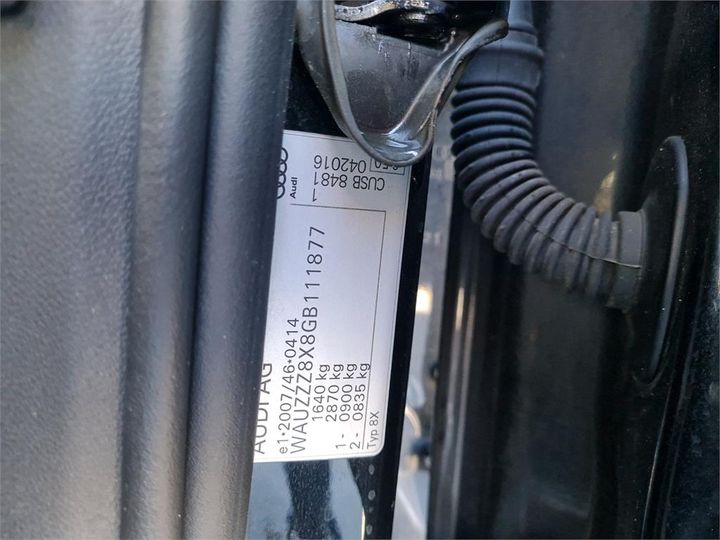 AUDI AG
e1*2007/46*0414
WAUZZZ8X8GB111877
1640 kg
2870 kg
1- 0900 kg
2- 0835 kg
Typ 8X
Audi
CUSB 8481
042016